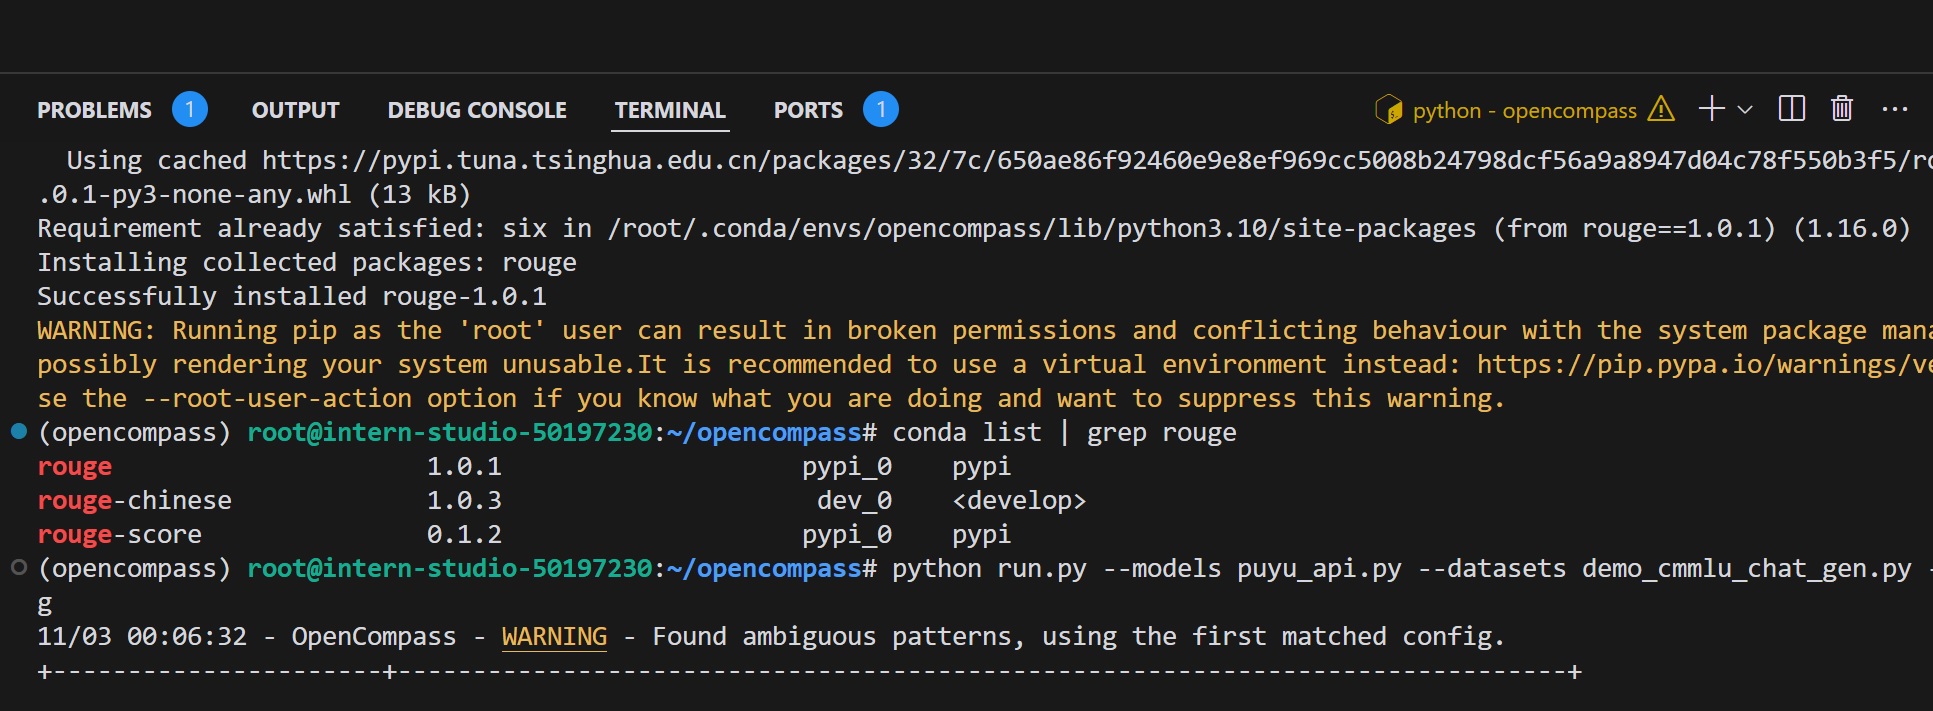 PROBLEMS 1 OUTPUT DEBUG CONSOLE TERMINAL PORTS 1 python - opencompass
Using cached https://pypi.tuna.tsinghua.edu.cn/packages/32/7c/650ae86f92460e9e8ef969cc5008b24798dcf56a9a8947d04c78f550b3f5/ro
.0.1-py3-none-any.whl (13 kB)
Requirement already satisfied: six in /root/.conda/envs/opencompass/lib/python3.10/site-packages (from rouge==1.0.1) (1.16.0)
Installing collected packages: rouge
Successfully installed rouge-1.0.1
WARNING: Running pip as the 'root' user can result in broken permissions and conflicting behaviour with the system package mana
possibly rendering your system unusable.It is recommended to use a virtual environment instead: https://pip.pypa.io/warnings/ve
se the --root-user-action option if you know what you are doing and want to suppress this warning.
(opencompass) root@intern-studio-50197230:~/opencompass# conda list | grep rouge
rouge 1.0.1 pypi_0 pypi
rouge-chinese 1.0.3 dev_0 <develop>
rouge-score 0.1.2 pypi_0 pypi
(opencompass) root@intern-studio-50197230:~/opencompass# python run.py --models puyu_api.py --datasets demo_cmmlu_chat_gen.py -
g
11/03 00:06:32 - OpenCompass - WARNING - Found ambiguous patterns, using the first matched config.
+----------------------+------------------------------------------------------------------------------+